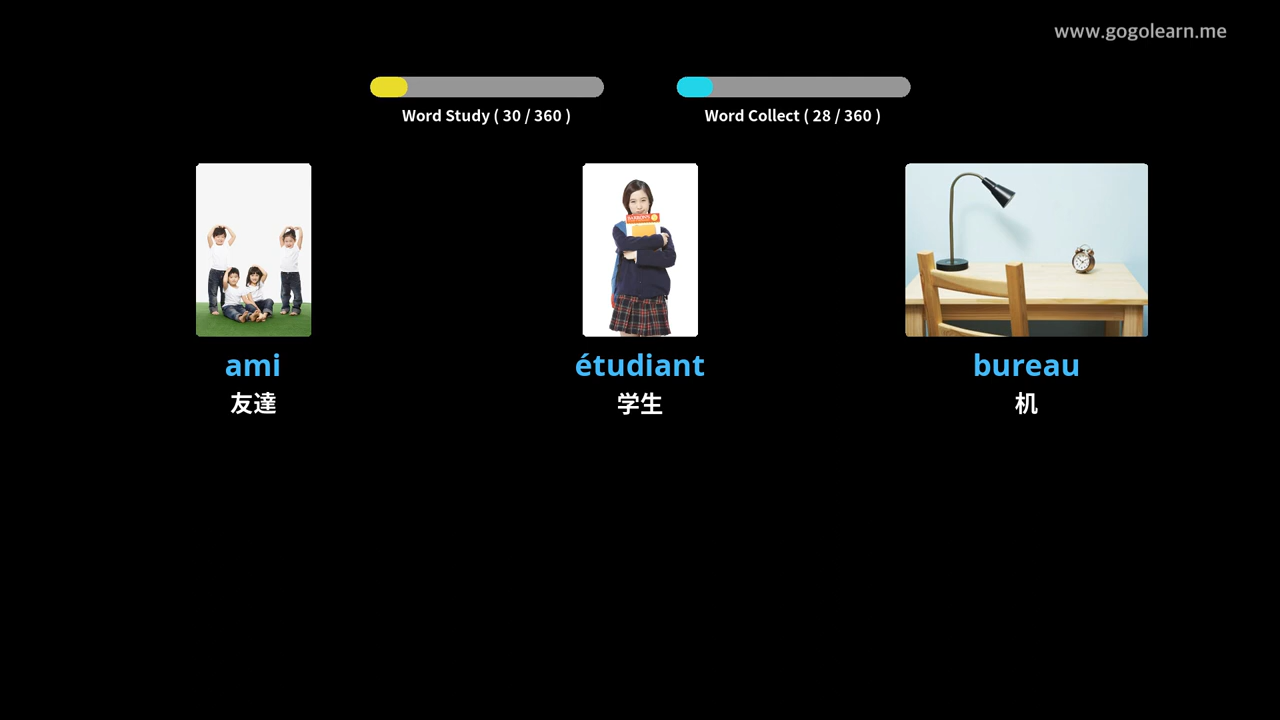 www.gogolearn.me
Word Study ( 30 / 360 )
Word Collect ( 28 / 360 )
BARRON'S
ami
étudiant
bureau
友達
学生
机